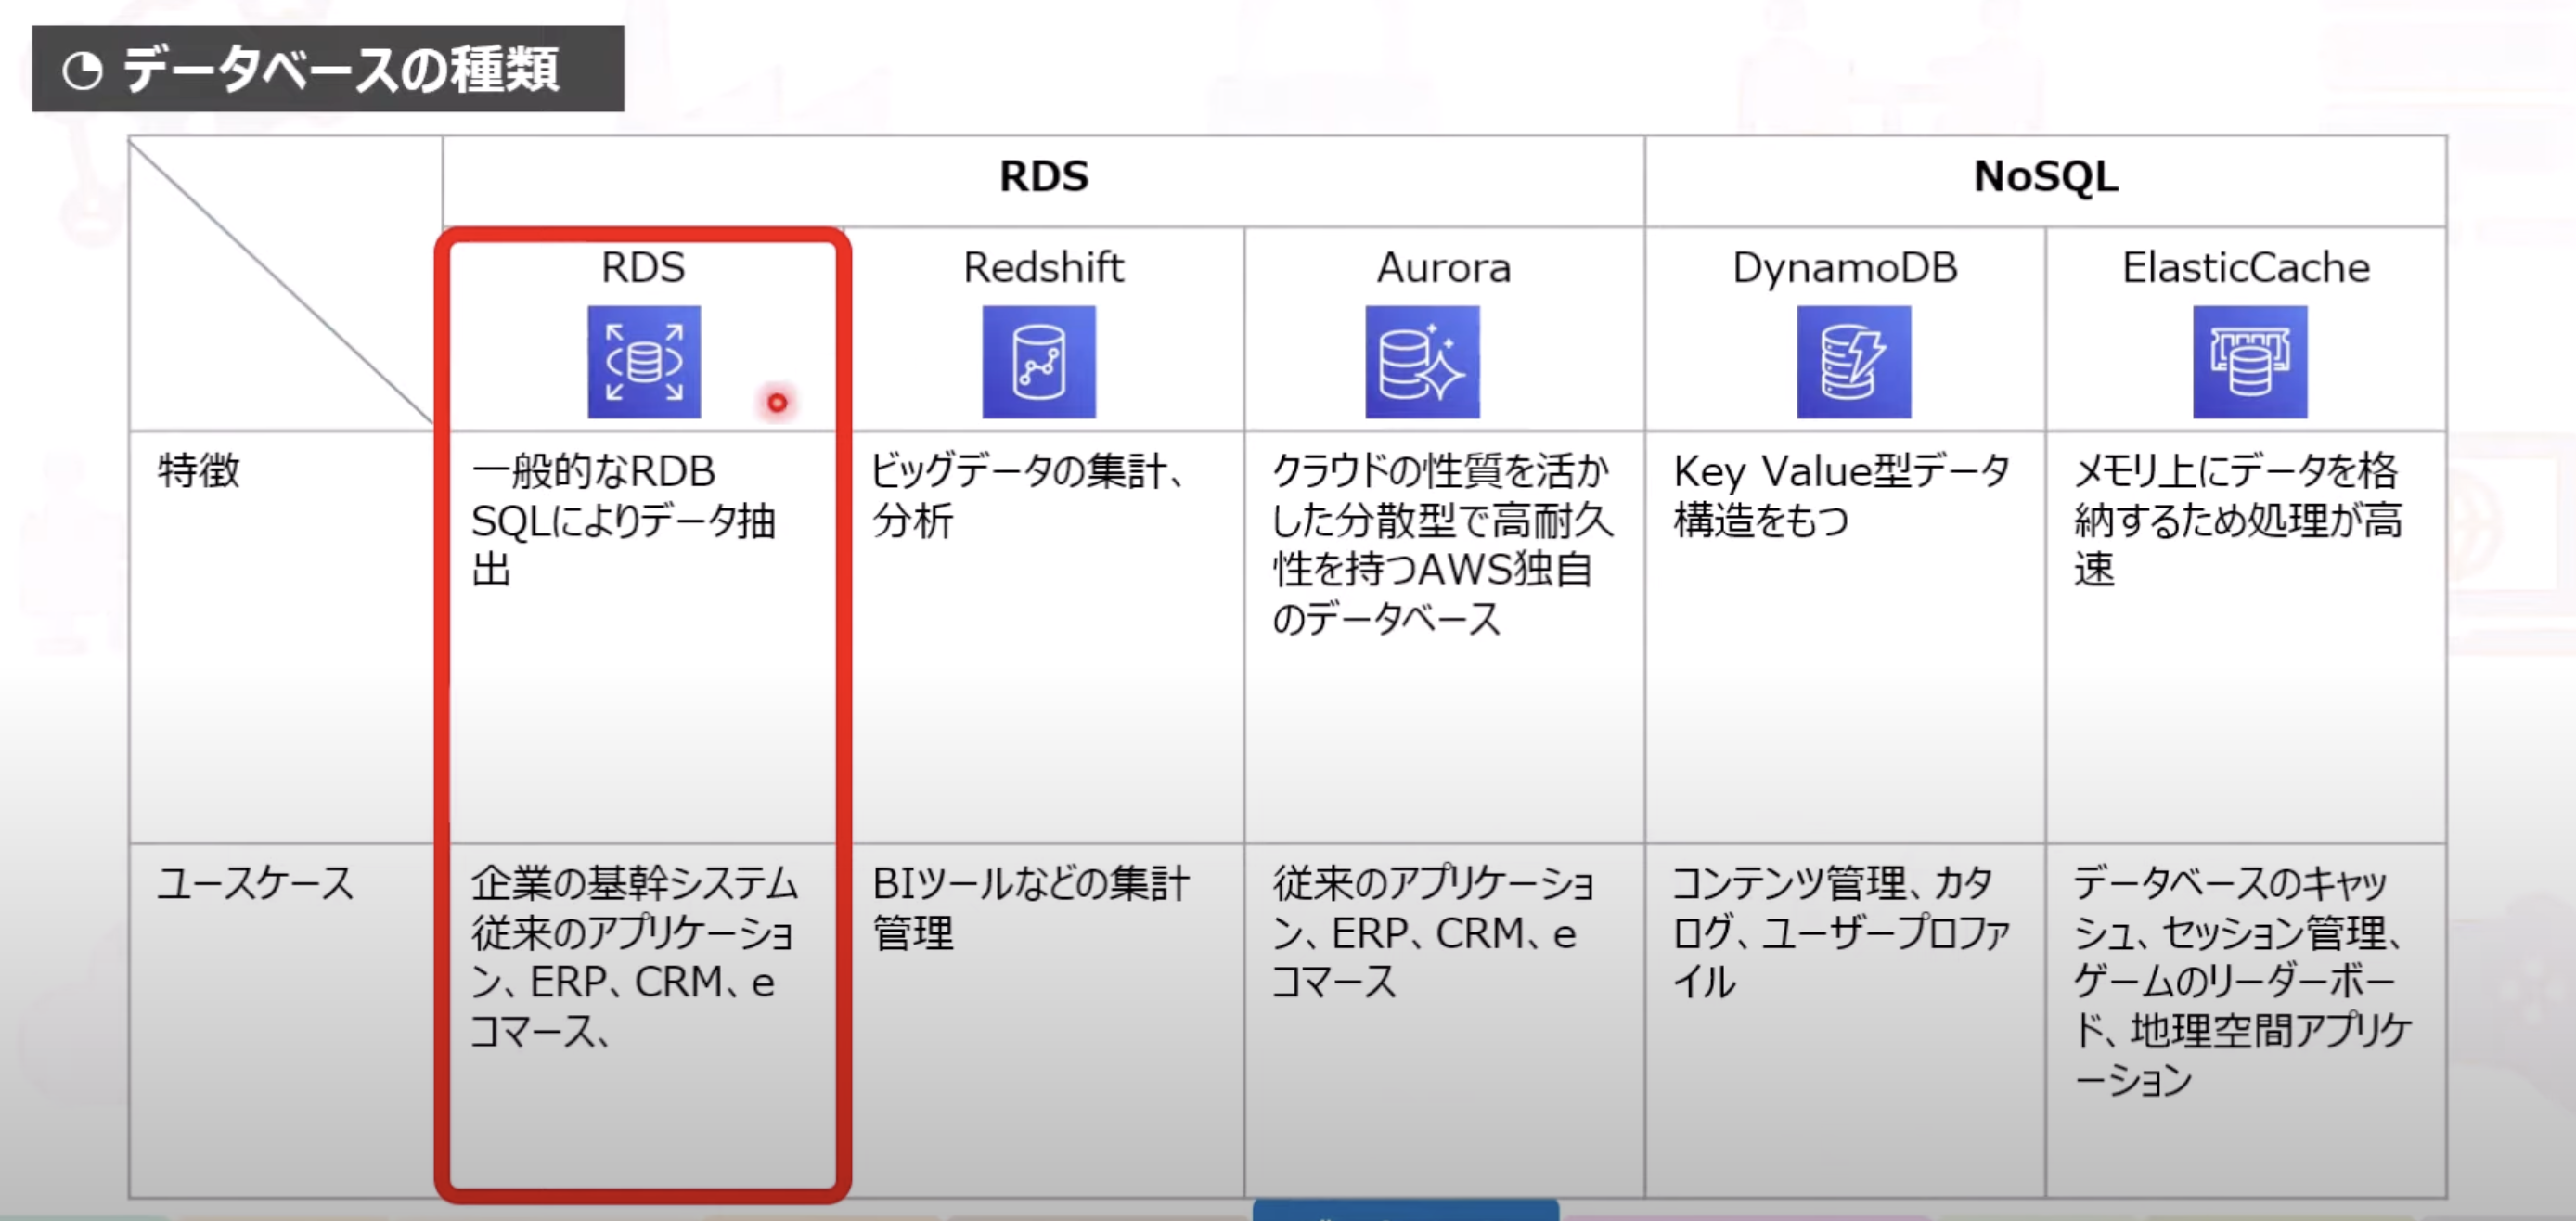 データベースの種類
RDS
NoSQL
RDS
Redshift
Aurora
DynamoDB
ElasticCache
特徴
一般的なRDB
SQLによりデータ抽
出
ビッグデータの集計、
分析
クラウドの性質を活か
した分散型で高耐久
性を持つAWS独自
のデータベース
Key Value型データ
構造をもつ
メモリ上にデータを格
納するため処理が高
速
ユースケース
企業の基幹システム
従来のアプリケーショ
ン、ERP、CRM、e
コマース、
BIツールなどの集計
管理
従来のアプリケーショ
ン、ERP、CRM、e
コマース
コンテンツ管理、カタ
ログ、ユーザープロファ
イル
データベースのキャッ
シュ、セッション管理、
ゲームのリーダーボー
ド、地理空間アプリケ
ーション